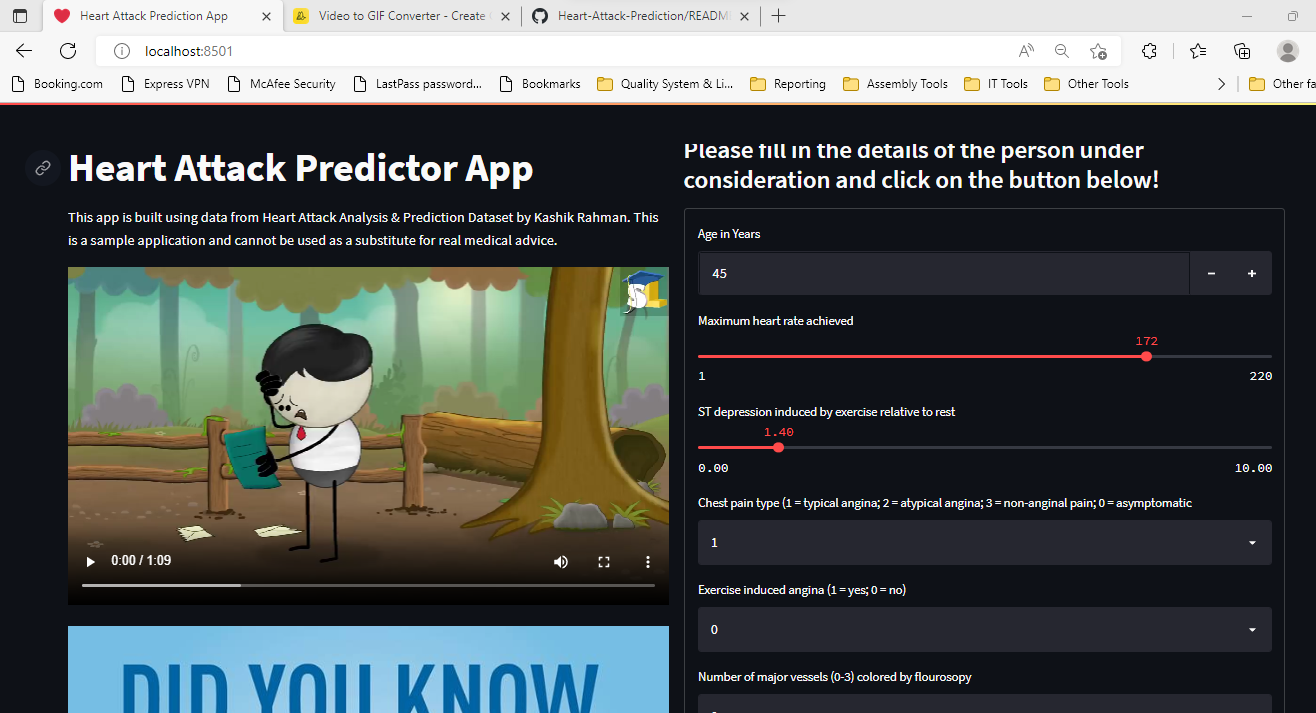 Heart Attack Prediction App
Video to GIF Converter - Create
Heart-Attack-Prediction/READM
localhost:8501
Booking.com
Express VPN
McAfee Security
LastPass password...
Bookmarks
Quality System & Li...
Reporting
Assembly Tools
IT Tools
Other Tools
Other fa
Heart Attack Predictor App
This app is built using data from Heart Attack Analysis & Prediction Dataset by Kashik Rahman. This
is a sample application and cannot be used as a substitute for real medical advice.
0:00 / 1:09
DID YOU KNOW
Please fill in the details of the person under
consideration and click on the button below!
Age in Years
45
Maximum heart rate achieved
172
1
220
ST depression induced by exercise relative to rest
1.40
0.00
10.00
Chest pain type (1 = typical angina; 2 = atypical angina; 3 = non-anginal pain; 0 = asymptomatic
1
Exercise induced angina (1 = yes; 0 = no)
0
Number of major vessels (0-3) colored by flourosopy